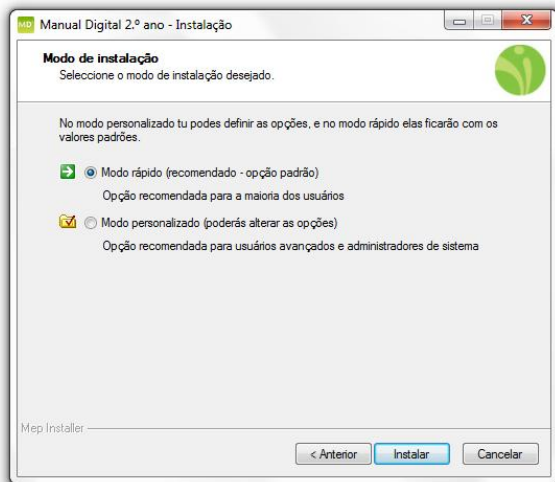 MD Manual Digital 2.º ano - Instalação
Modo de instalação
Seleccione o modo de instalação desejado.
No modo personalizado tu podes definir as opções, e no modo rápido elas ficarão com os
valores padrões.
Modo rápido (recomendado - opção padrão)
Opção recomendada para a maioria dos usuários
Modo personalizado (poderás alterar as opções)
Opção recomendada para usuários avançados e administradores de sistema
Mep Installer
< Anterior Instalar Cancelar